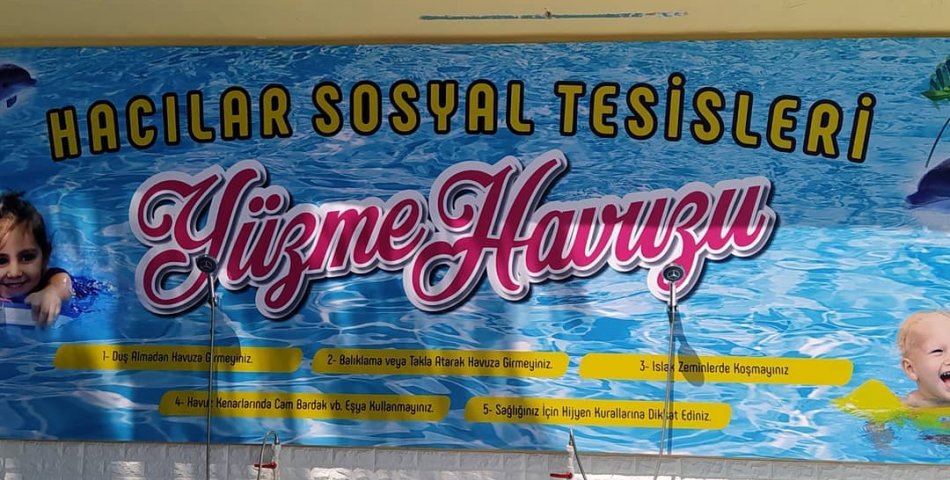 HACILAR SOSYAL TESİSLERİ
Yüzme Havuzu
1- Duş Almadan Havuza Girmeyiniz.
2- Balıklama veya Takla Atarak Havuza Girmeyiniz.
3- Islak Zeminlerde Koşmayınız
4- Havuz Kenarlarında Cam Bardak vb. Eşya Kullanmayınız.
5- Sağlığınız İçin Hijyen Kurallarına Dikkat Ediniz.